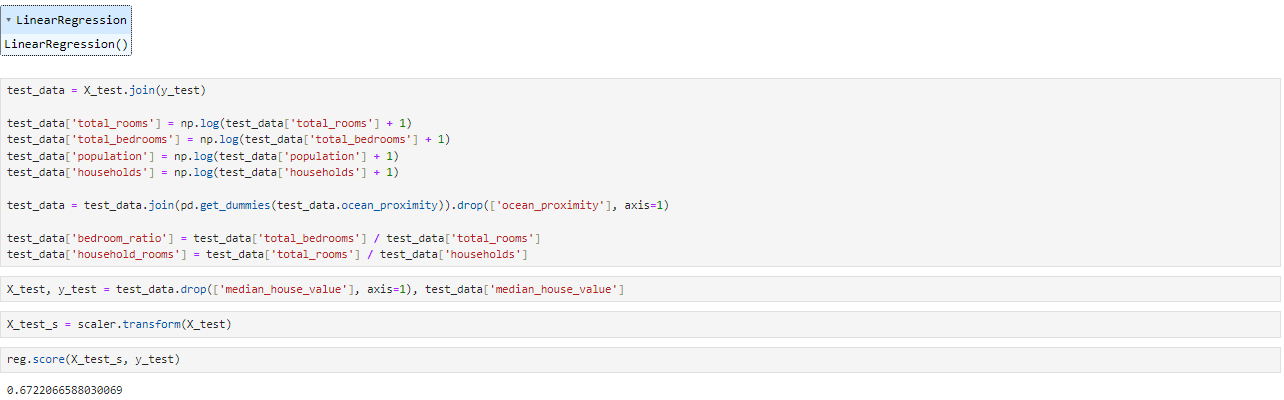 ▾ LinearRegression
LinearRegression()
test_data = X_test.join(y_test)
test_data['total_rooms'] = np.log(test_data['total_rooms'] + 1)
test_data['total_bedrooms'] = np.log(test_data['total_bedrooms'] + 1)
test_data['population'] = np.log(test_data['population'] + 1)
test_data['households'] = np.log(test_data['households'] + 1)
test_data = test_data.join(pd.get_dummies(test_data.ocean_proximity)).drop(['ocean_proximity'], axis=1)
test_data['bedroom_ratio'] = test_data['total_bedrooms'] / test_data['total_rooms']
test_data['household_rooms'] = test_data['total_rooms'] / test_data['households']
X_test, y_test = test_data.drop(['median_house_value'], axis=1), test_data['median_house_value']
X_test_s = scaler.transform(X_test)
reg.score(X_test_s, y_test)
0.6722066588030069